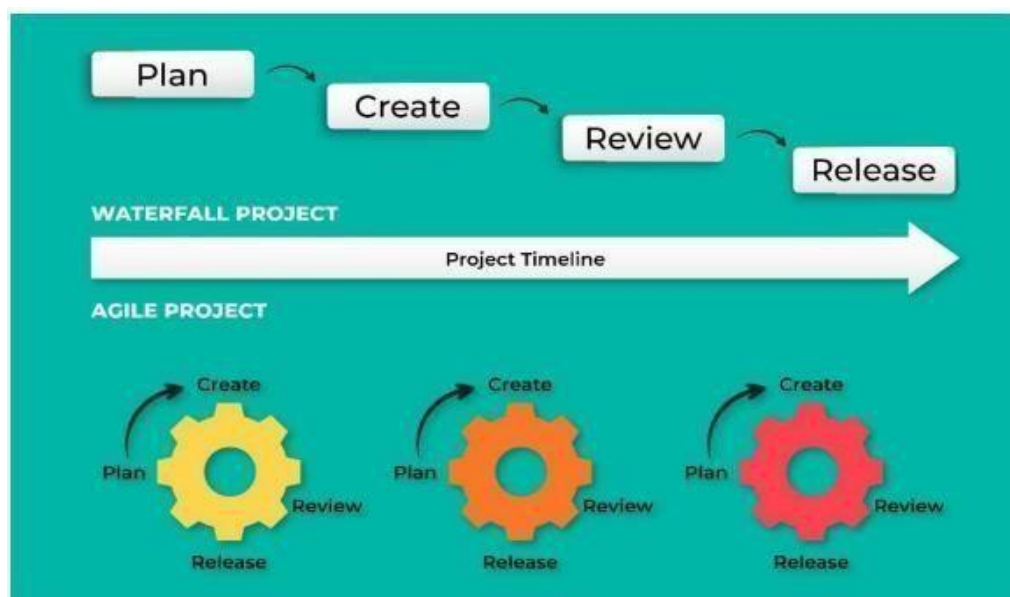 Plan
Create
Review
Release
WATERFALL PROJECT
Project Timeline
AGILE PROJECT
Create
Plan
Review
Release
Create
Plan
Review
Release
Create
Plan
Review
Release